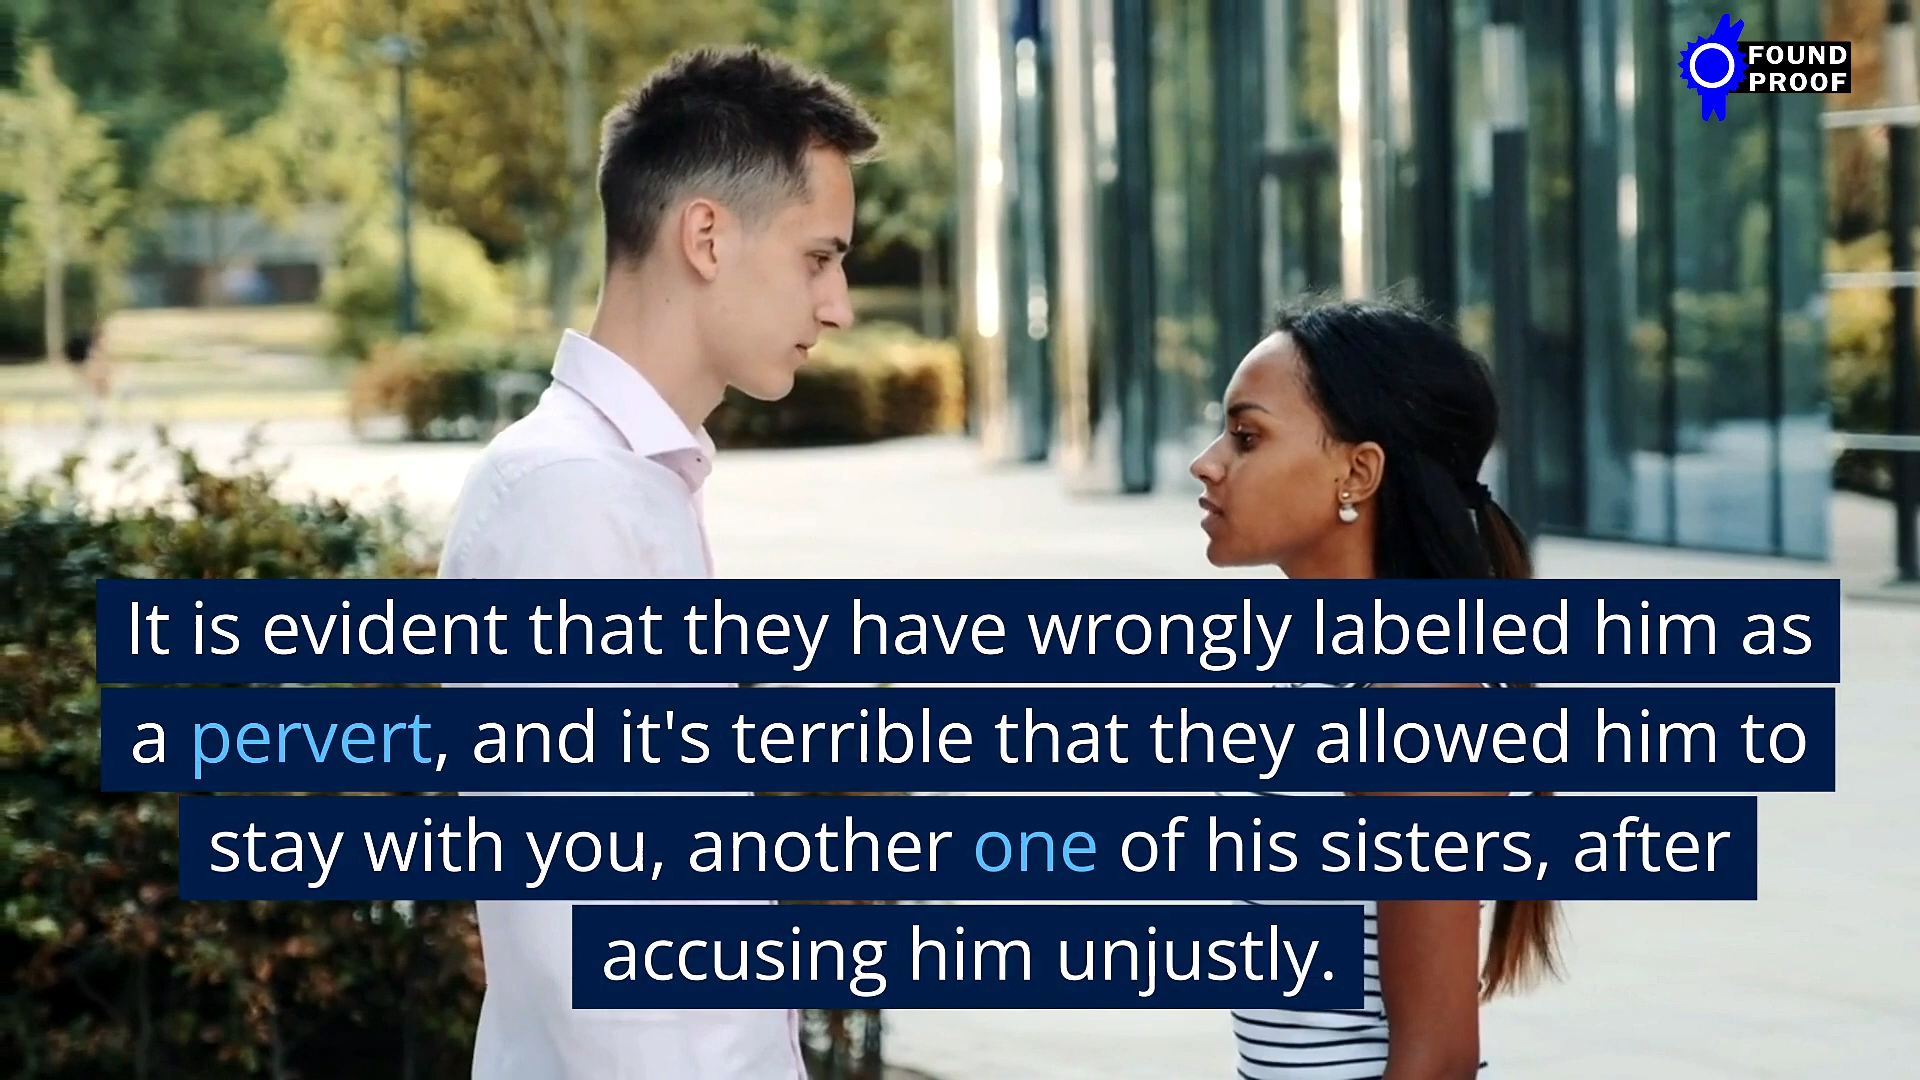 FOUND
PROOF
It is evident that they have wrongly labelled him as
a pervert, and it's terrible that they allowed him to
stay with you, another one of his sisters, after
accusing him unjustly.